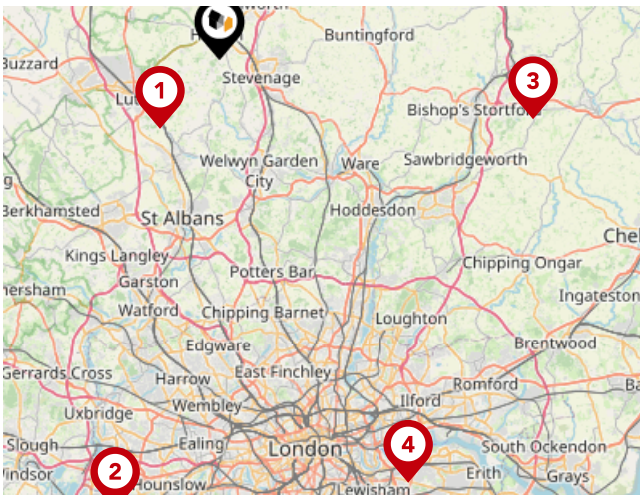 Buntingford
Buzzard
Stevenage
3
1
Bishop's Stortfo
Welwyn Garden
City
Ware
Sawbridgeworth
Berkhamsted
St Albans
Hoddesdon
Kings Langley
Potters Bar
Chipping Ongar
Garston
Ingateston
Watford
Chipping Barnet
Loughton
Edgware
Brentwood
Gerrards Cross
Harrow
East Finchley
Romford
Wembley
Ilford
Uxbridge
Slough
Ealing
London
4
South Ockendon
2
Hounslow
Erith
Grays
Lewisham